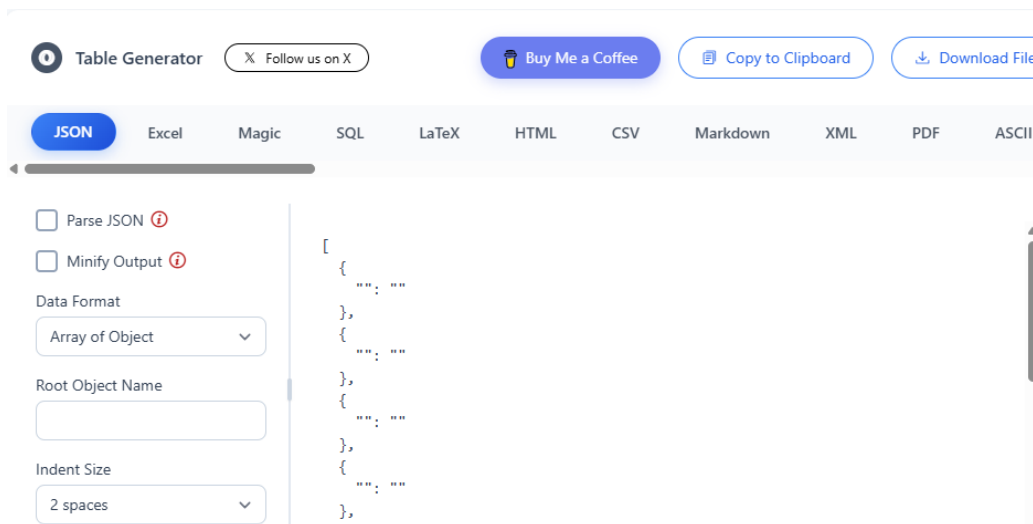 Table Generator
X Follow us on X
Buy Me a Coffee
Copy to Clipboard
Download File
JSON Excel Magic SQL LaTeX HTML CSV Markdown XML PDF ASCII
Parse JSON
Minify Output
Data Format
Array of Object
Root Object Name
Indent Size
2 spaces
[
  {
    "": ""
  },
  {
    "": ""
  },
  {
    "": ""
  },
  {
    "": ""
  },